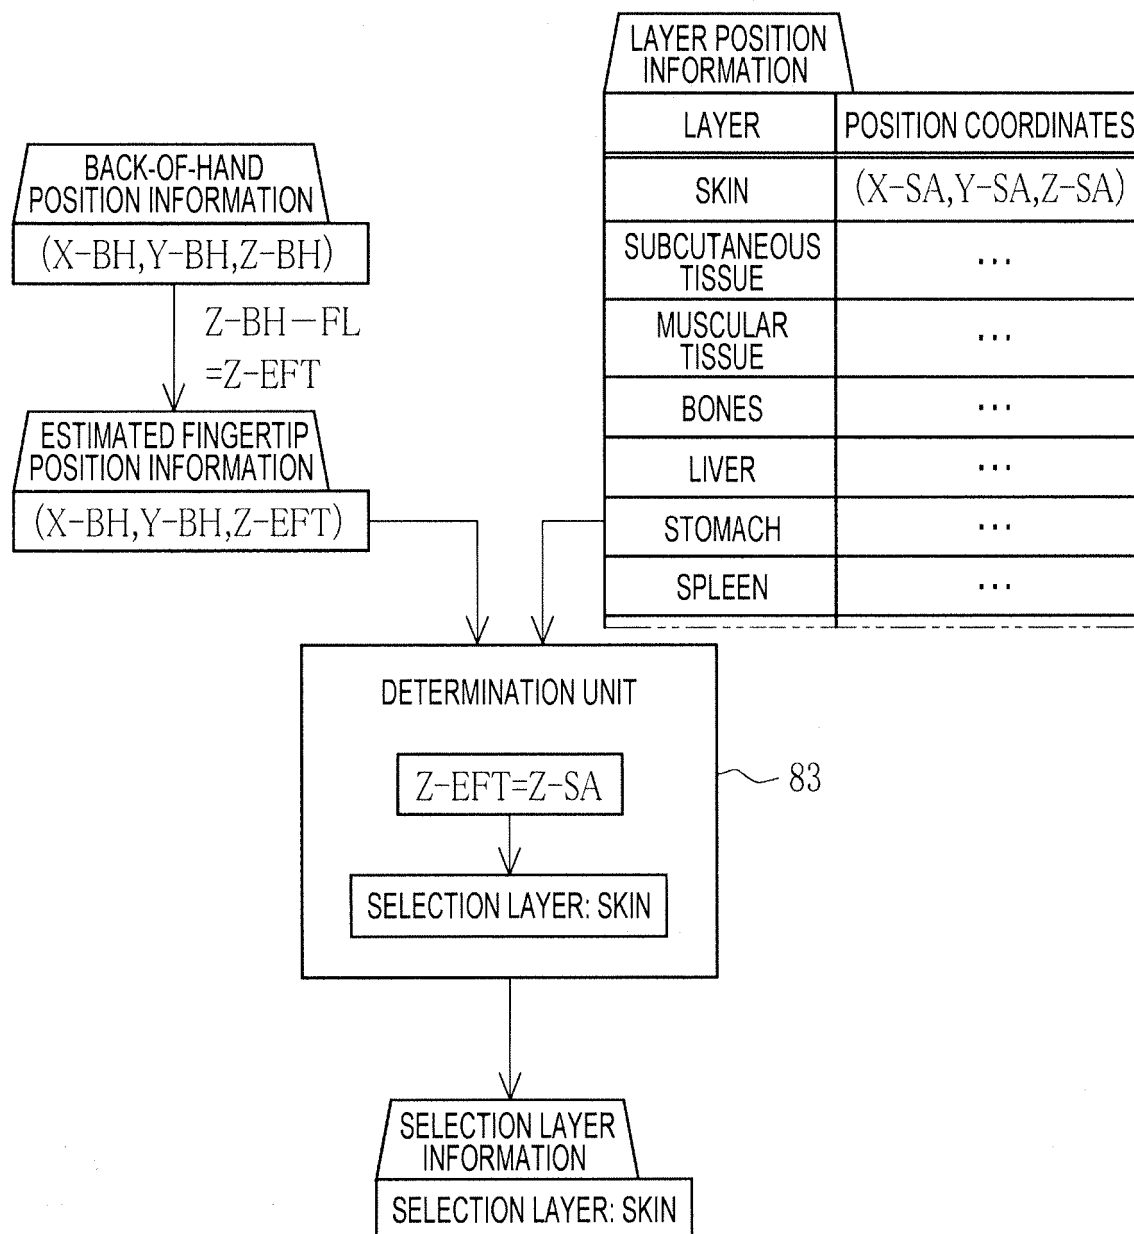 LAYER POSITION
INFORMATION
LAYER POSITION COORDINATES
SKIN (X-SA,Y-SA,Z-SA)
SUBCUTANEOUS
TISSUE ...
MUSCULAR
TISSUE ...
BONES ...
LIVER ...
STOMACH ...
SPLEEN ...
BACK-OF-HAND
POSITION INFORMATION
(X-BH,Y-BH,Z-BH)
Z-BH−FL
=Z-EFT
ESTIMATED FINGERTIP
POSITION INFORMATION
(X-BH,Y-BH,Z-EFT)
DETERMINATION UNIT
Z-EFT=Z-SA
SELECTION LAYER: SKIN
83
SELECTION LAYER
INFORMATION
SELECTION LAYER: SKIN